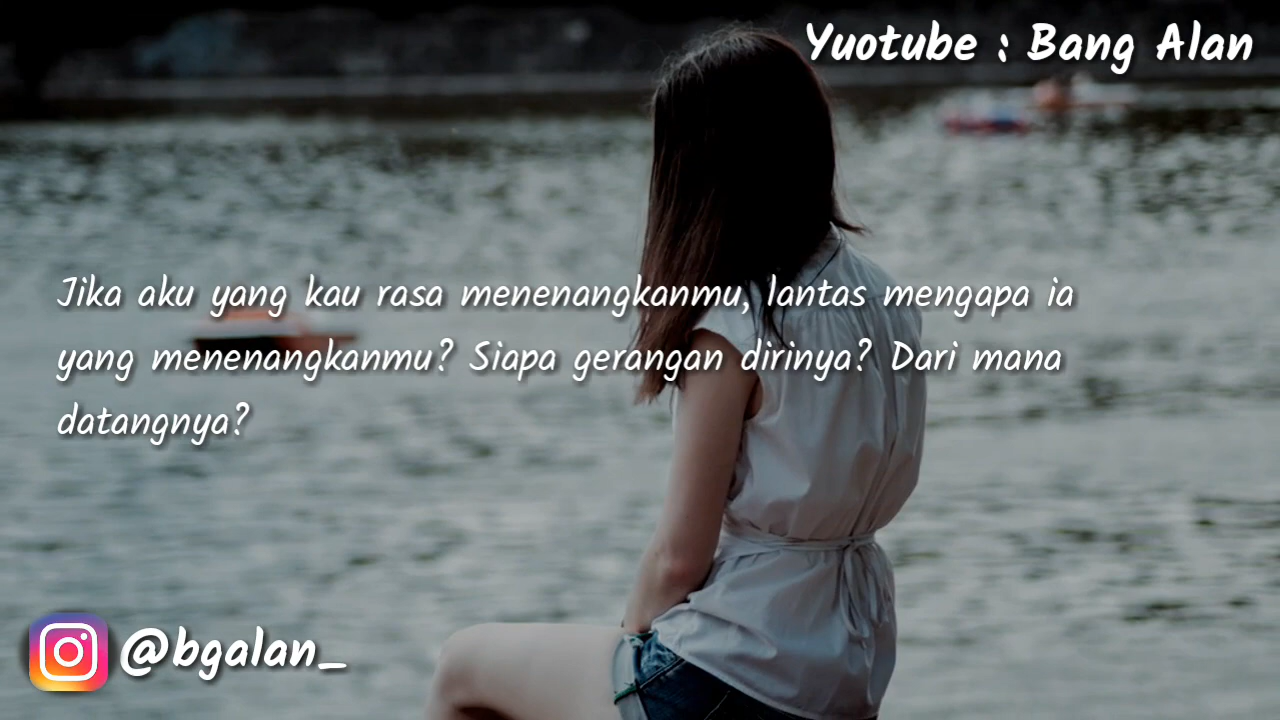 Yuotube : Bang Alan
Jika aku yang kau rasa menenangkanmu, lantas mengapa ia
yang menenangkanmu? Siapa gerangan dirinya? Dari mana
datangnya?
@bgalan_